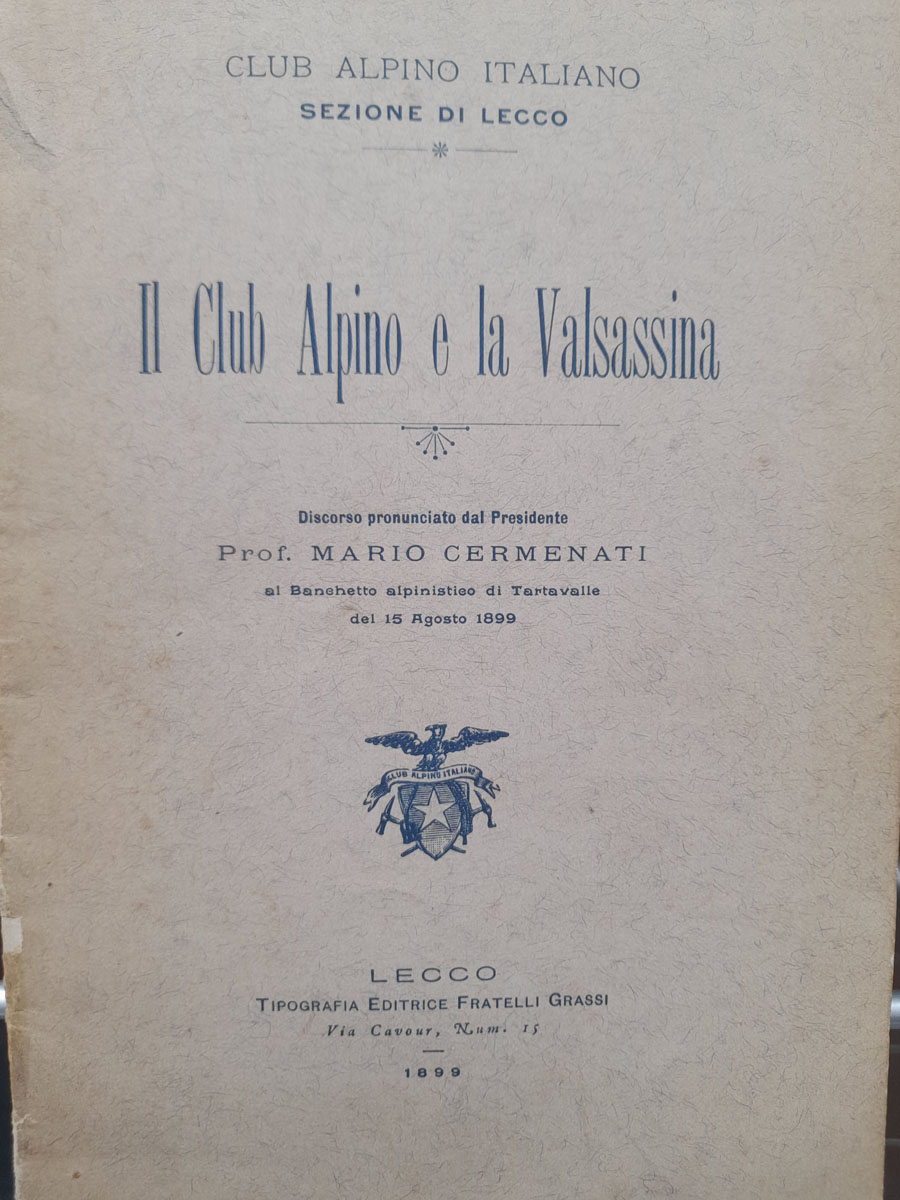 CLUB ALPINO ITALIANO
SEZIONE DI LECCO
Il Club Alpino e la Valsassina
Discorso pronunciato dal Presidente
Prof. MARIO CERMENATI
al Banchetto alpinistico di Tartavalle
del 15 Agosto 1899
CLUB ALPINO ITALIANO
LECCO
TIPOGRAFIA EDITRICE FRATELLI GRASSI
Via Cavour, Num. 15
1899